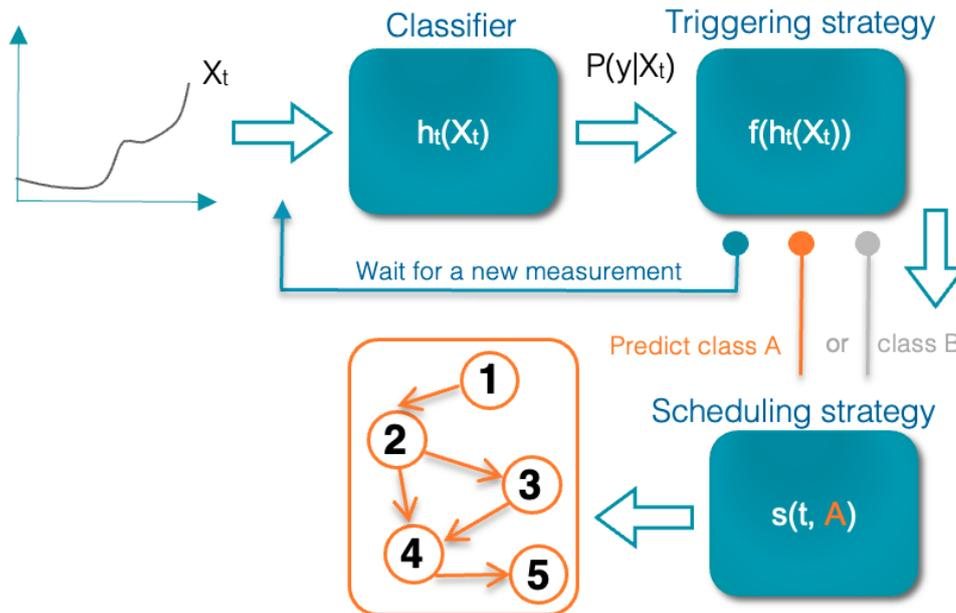 Classifier
Triggering strategy
Xₜ
P(y|Xₜ)
hₜ(Xₜ)
f(hₜ(Xₜ))
Wait for a new measurement
Predict class A or class B
1
2
3
4
5
Scheduling strategy
s(t, A)